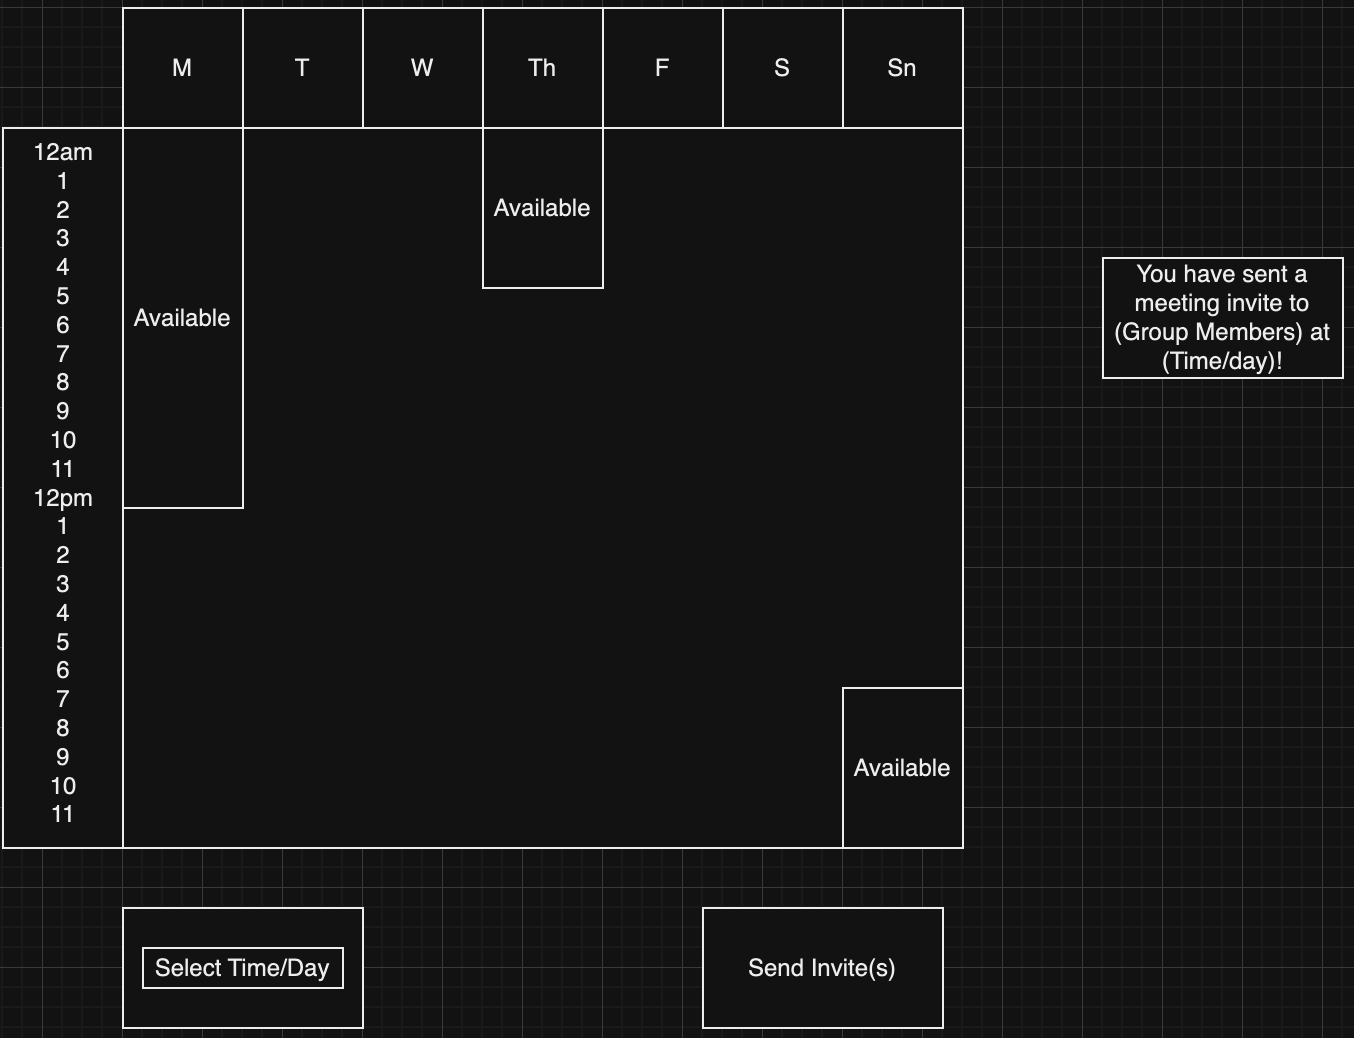 M
T
W
Th
F
S
Sn
12am
1
2
3
4
5
6
7
8
9
10
11
12pm
1
2
3
4
5
6
7
8
9
10
11
Available
Available
Available
You have sent a
meeting invite to
(Group Members) at
(Time/day)!
Select Time/Day
Send Invite(s)